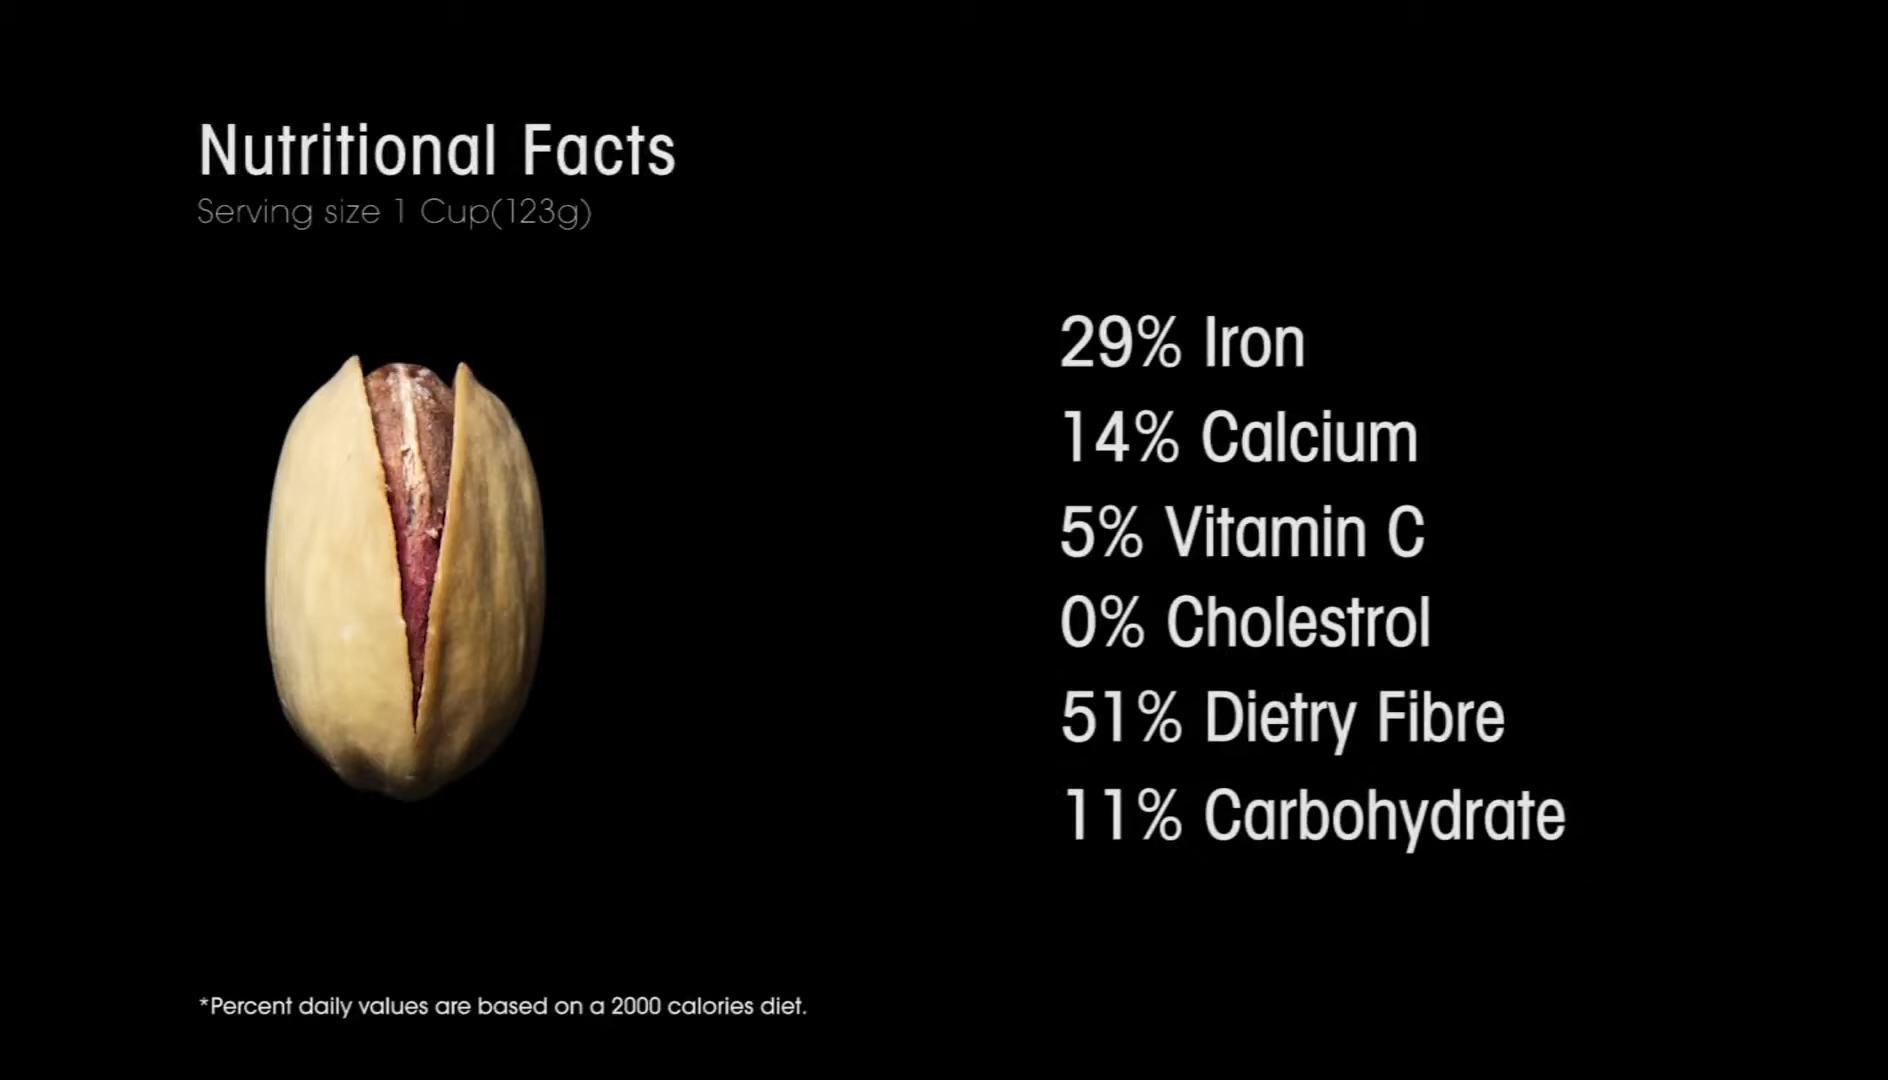 Nutritional Facts
Serving size 1 Cup(123g)
29% Iron
14% Calcium
5% Vitamin C
0% Cholestrol
51% Dietry Fibre
11% Carbohydrate
*Percent daily values are based on a 2000 calories diet.